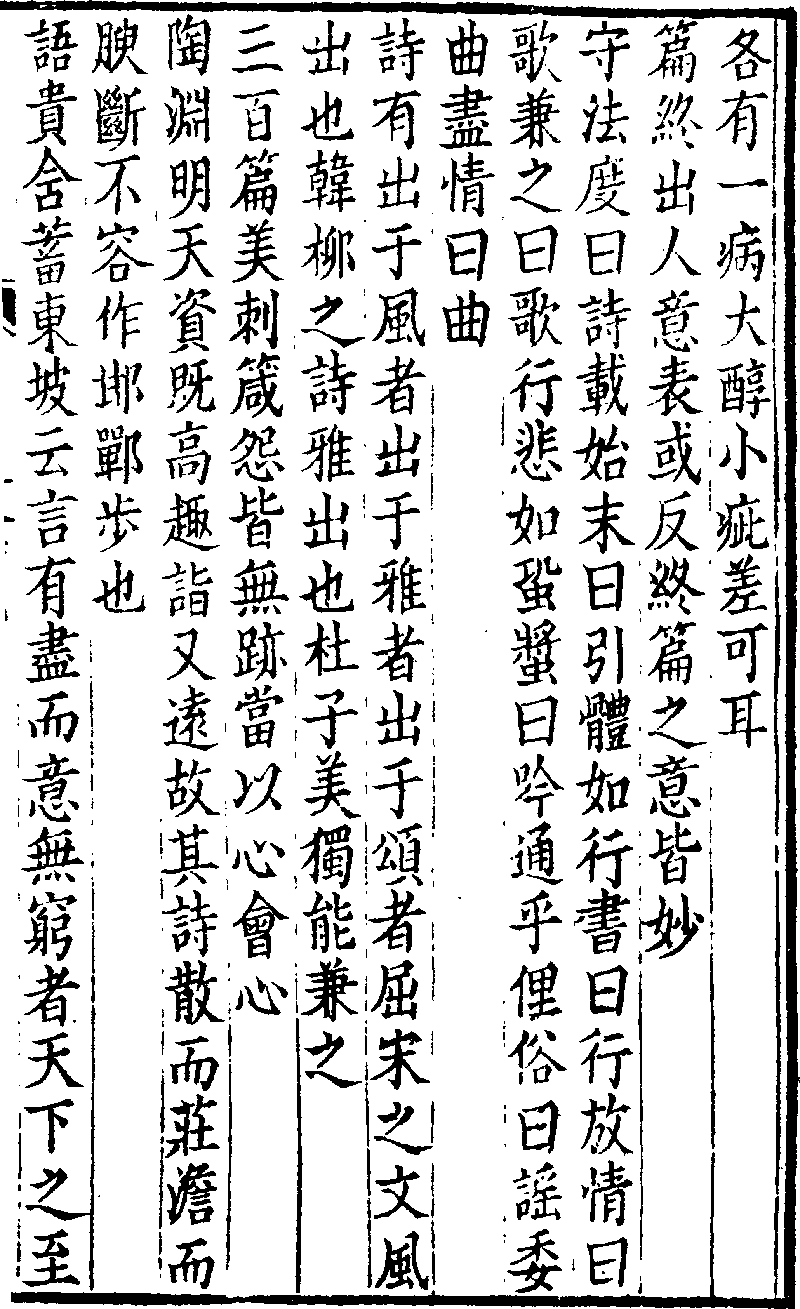 各有一病大醇小疵差可耳
篇終出人意表或反終篇之意皆妙
守法度曰詩載始末曰引體如行書曰行放情曰
歌兼之曰歌行悲如蛩螿曰吟通乎俚俗曰謡委
曲盡情曰曲
詩有出于風者出于雅者出于頌者屈宋之文風
出也韓柳之詩雅出也杜子美獨能兼之
三百篇美刺箴怨皆無跡當以心會心
陶淵明天資既高趣詣又遠故其詩散而莊澹而
腴斷不容作邯鄲步也
語貴含蓄東坡云言有盡而意無窮者天下之至